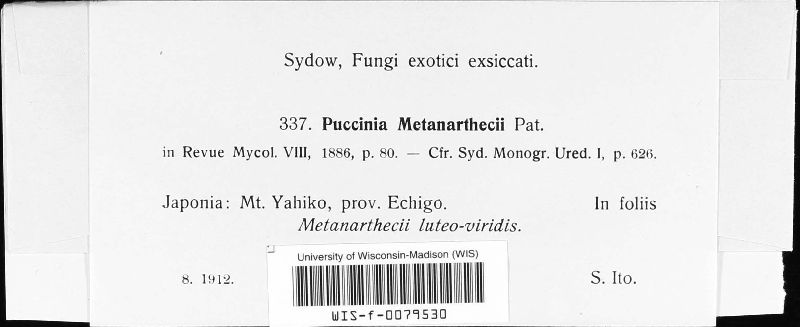 Sydow, Fungi exotici exsiccati.
337. Puccinia Metanarthecii Pat.
in Revue Mycol. VIII, 1886, p. 80. — Cfr. Syd. Monogr. Ured. I, p. 626.
Japonia: Mt. Yahiko, prov. Echigo. In foliis
Metanarthecii luteo-viridis.
University of Wisconsin-Madison (WIS)
8. 1912. S. Ito.
WIS-f-0079530